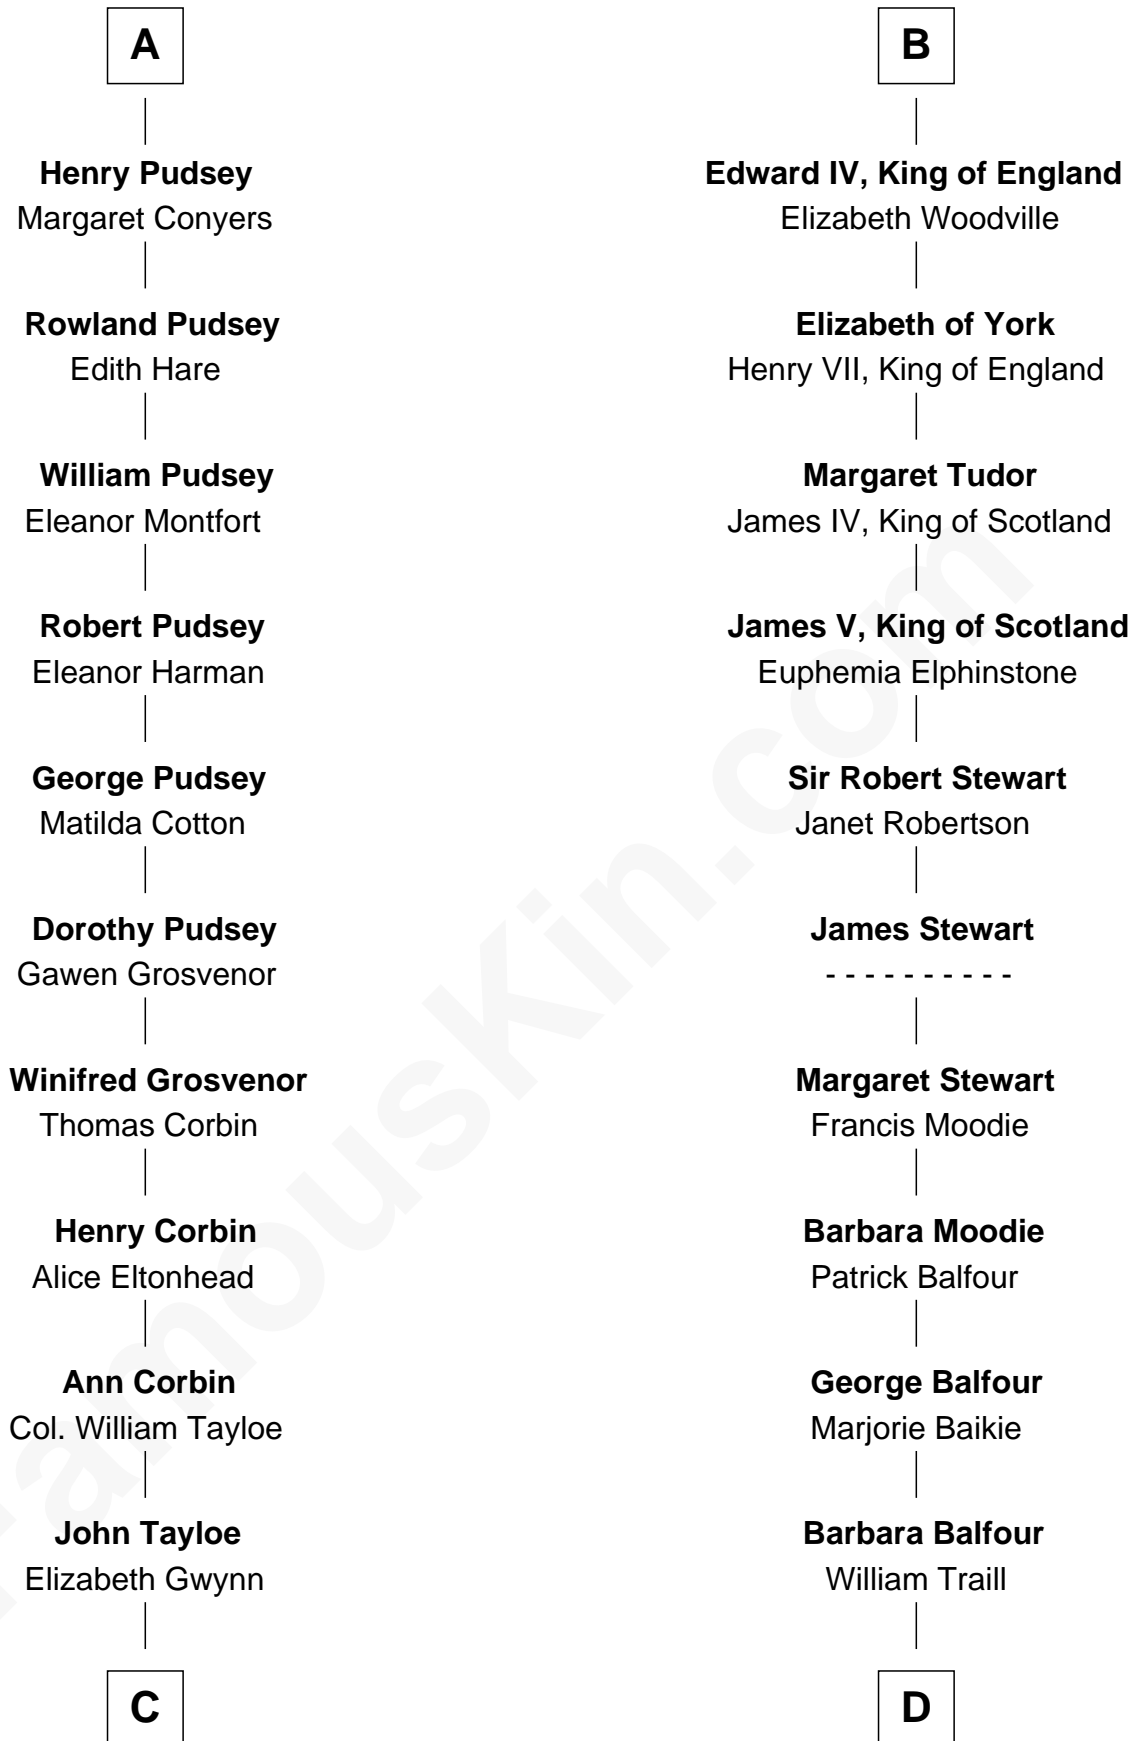 A
Henry Pudsey
Margaret Conyers
Rowland Pudsey
Edith Hare
William Pudsey
Eleanor Montfort
Robert Pudsey
Eleanor Harman
George Pudsey
Matilda Cotton
Dorothy Pudsey
Gawen Grosvenor
Winifred Grosvenor
Thomas Corbin
Henry Corbin
Alice Eltonhead
Ann Corbin
Col. William Tayloe
John Tayloe
Elizabeth Gwynn
C
B
Edward IV, King of England
Elizabeth Woodville
Elizabeth of York
Henry VII, King of England
Margaret Tudor
James IV, King of Scotland
James V, King of Scotland
Euphemia Elphinstone
Sir Robert Stewart
Janet Robertson
James Stewart
- - - - - - - - - -
Margaret Stewart
Francis Moodie
Barbara Moodie
Patrick Balfour
George Balfour
Marjorie Baikie
Barbara Balfour
William Traill
D
FamousKin.com